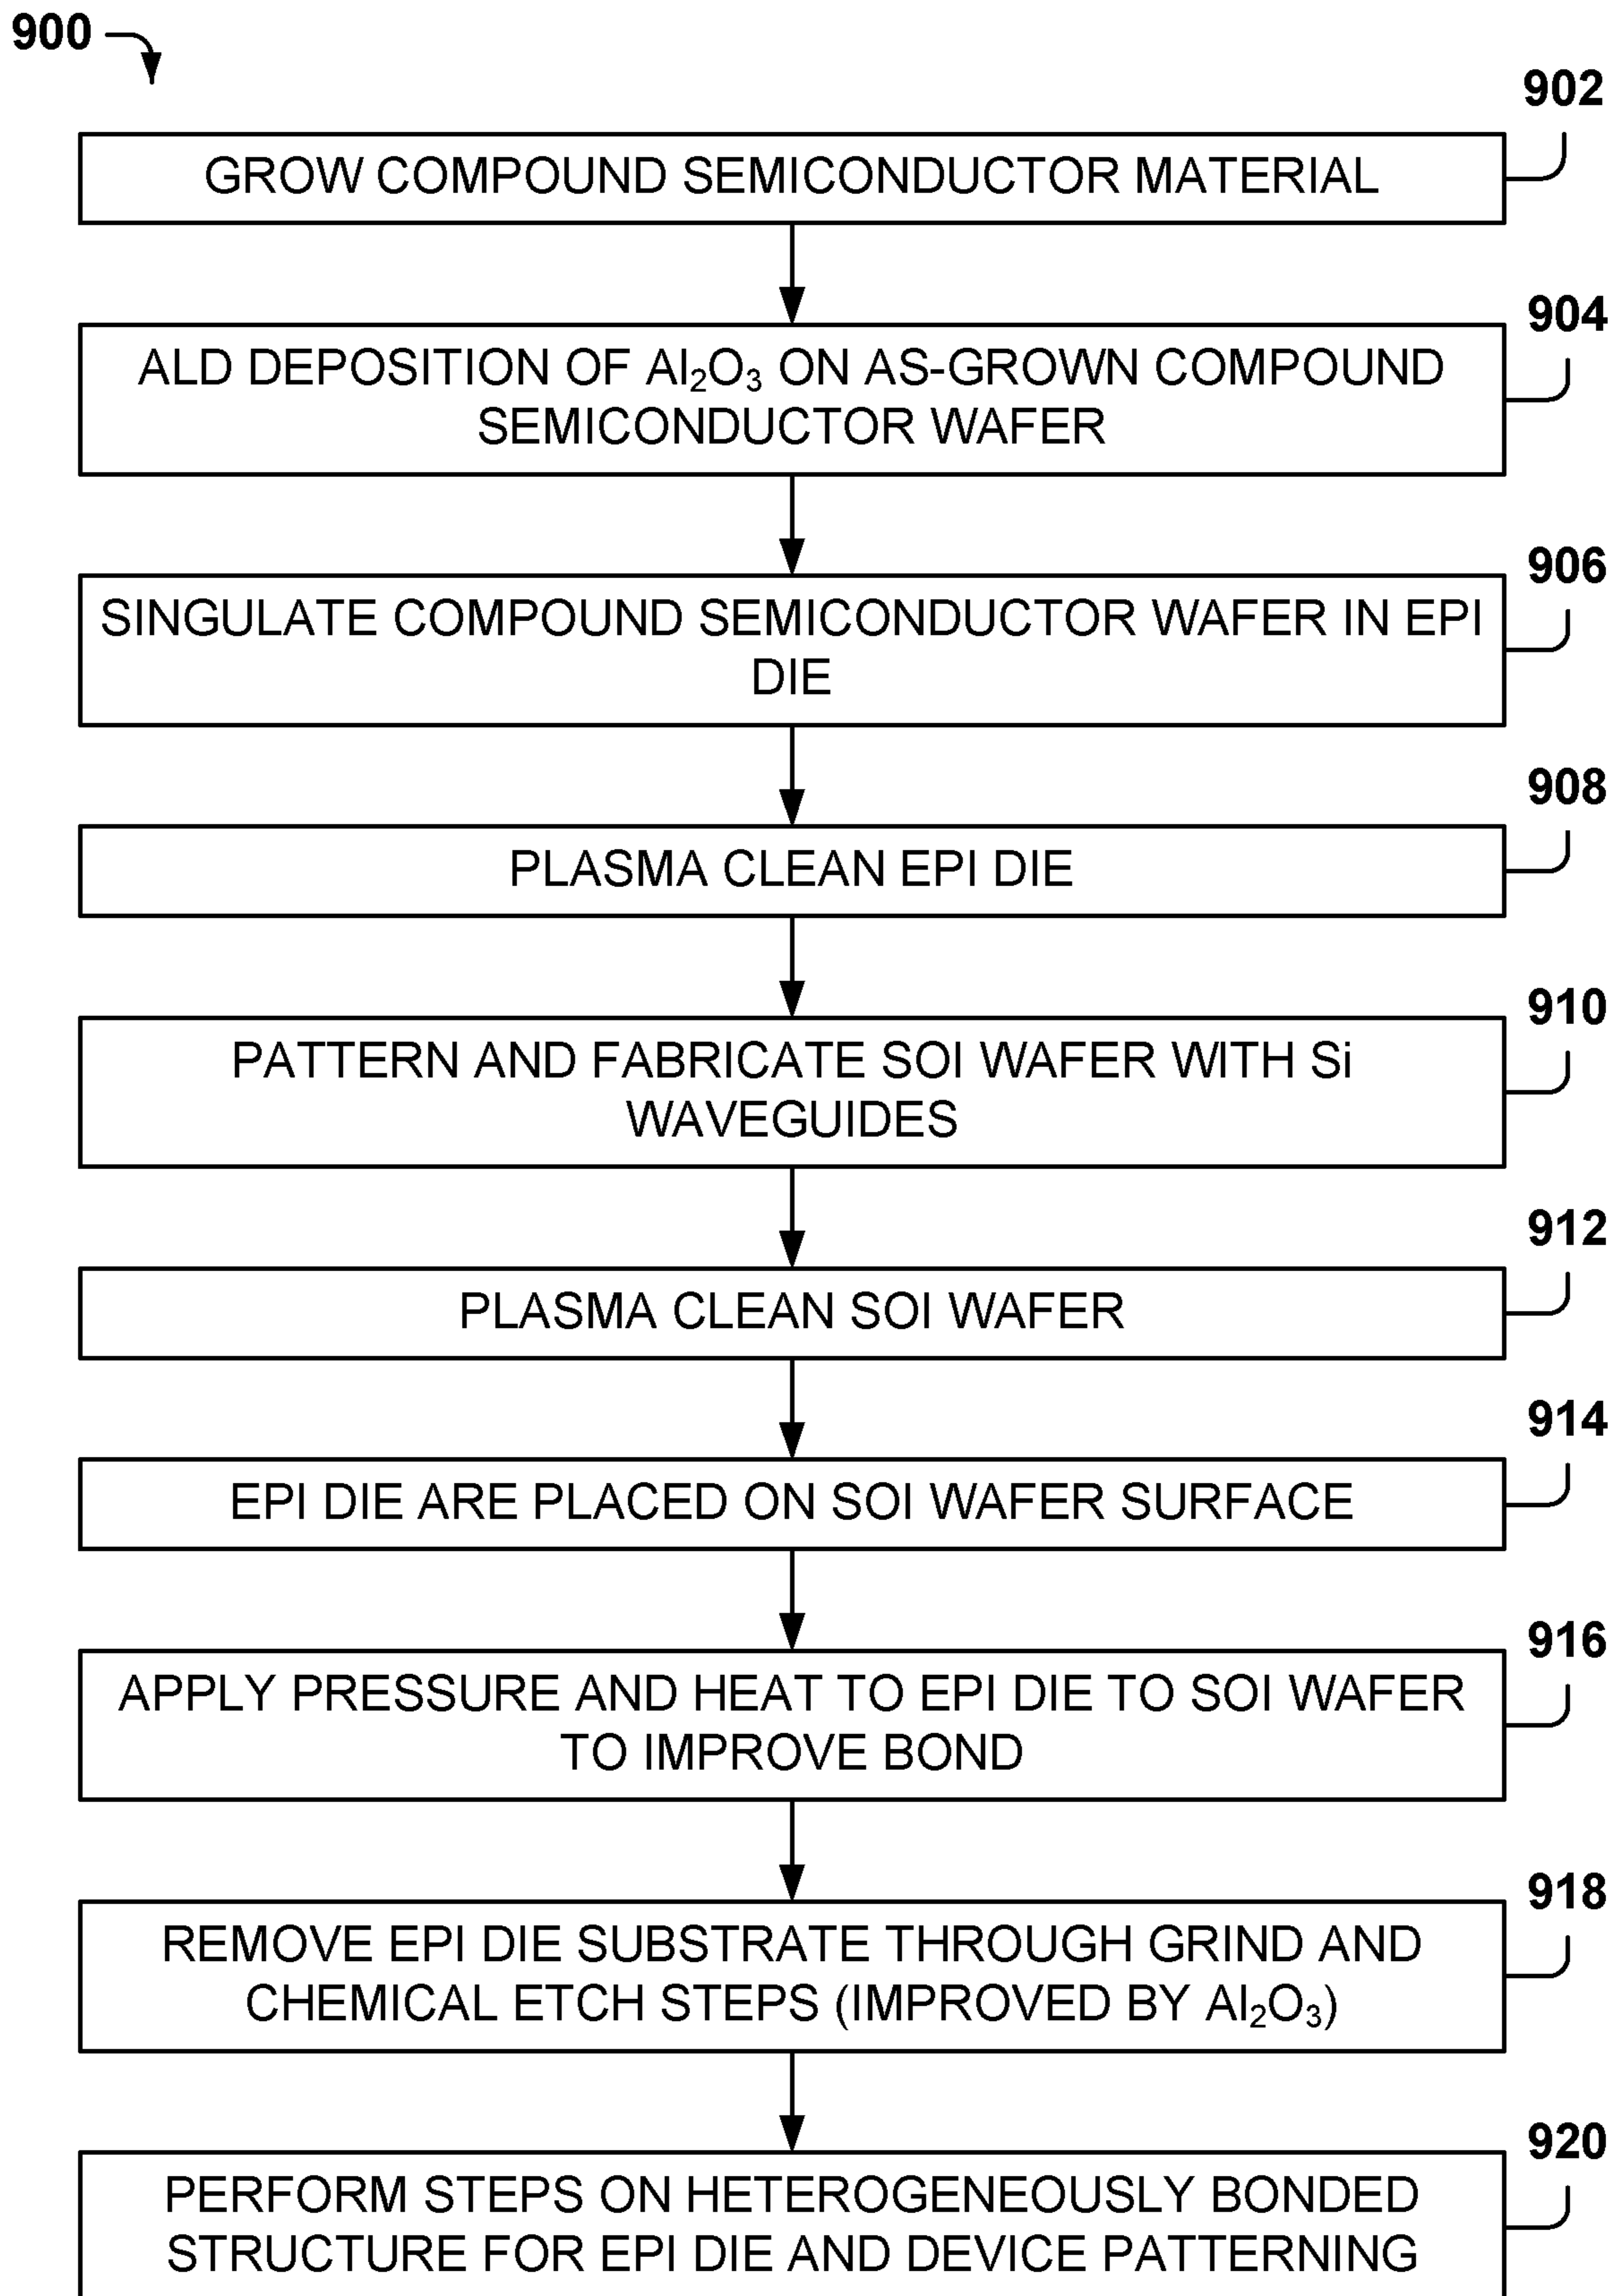 900
902
GROW COMPOUND SEMICONDUCTOR MATERIAL
904
ALD DEPOSITION OF Al₂O₃ ON AS-GROWN COMPOUND
SEMICONDUCTOR WAFER
906
SINGULATE COMPOUND SEMICONDUCTOR WAFER IN EPI
DIE
908
PLASMA CLEAN EPI DIE
910
PATTERN AND FABRICATE SOI WAFER WITH Si
WAVEGUIDES
912
PLASMA CLEAN SOI WAFER
914
EPI DIE ARE PLACED ON SOI WAFER SURFACE
916
APPLY PRESSURE AND HEAT TO EPI DIE TO SOI WAFER
TO IMPROVE BOND
918
REMOVE EPI DIE SUBSTRATE THROUGH GRIND AND
CHEMICAL ETCH STEPS (IMPROVED BY Al₂O₃)
920
PERFORM STEPS ON HETEROGENEOUSLY BONDED
STRUCTURE FOR EPI DIE AND DEVICE PATTERNING